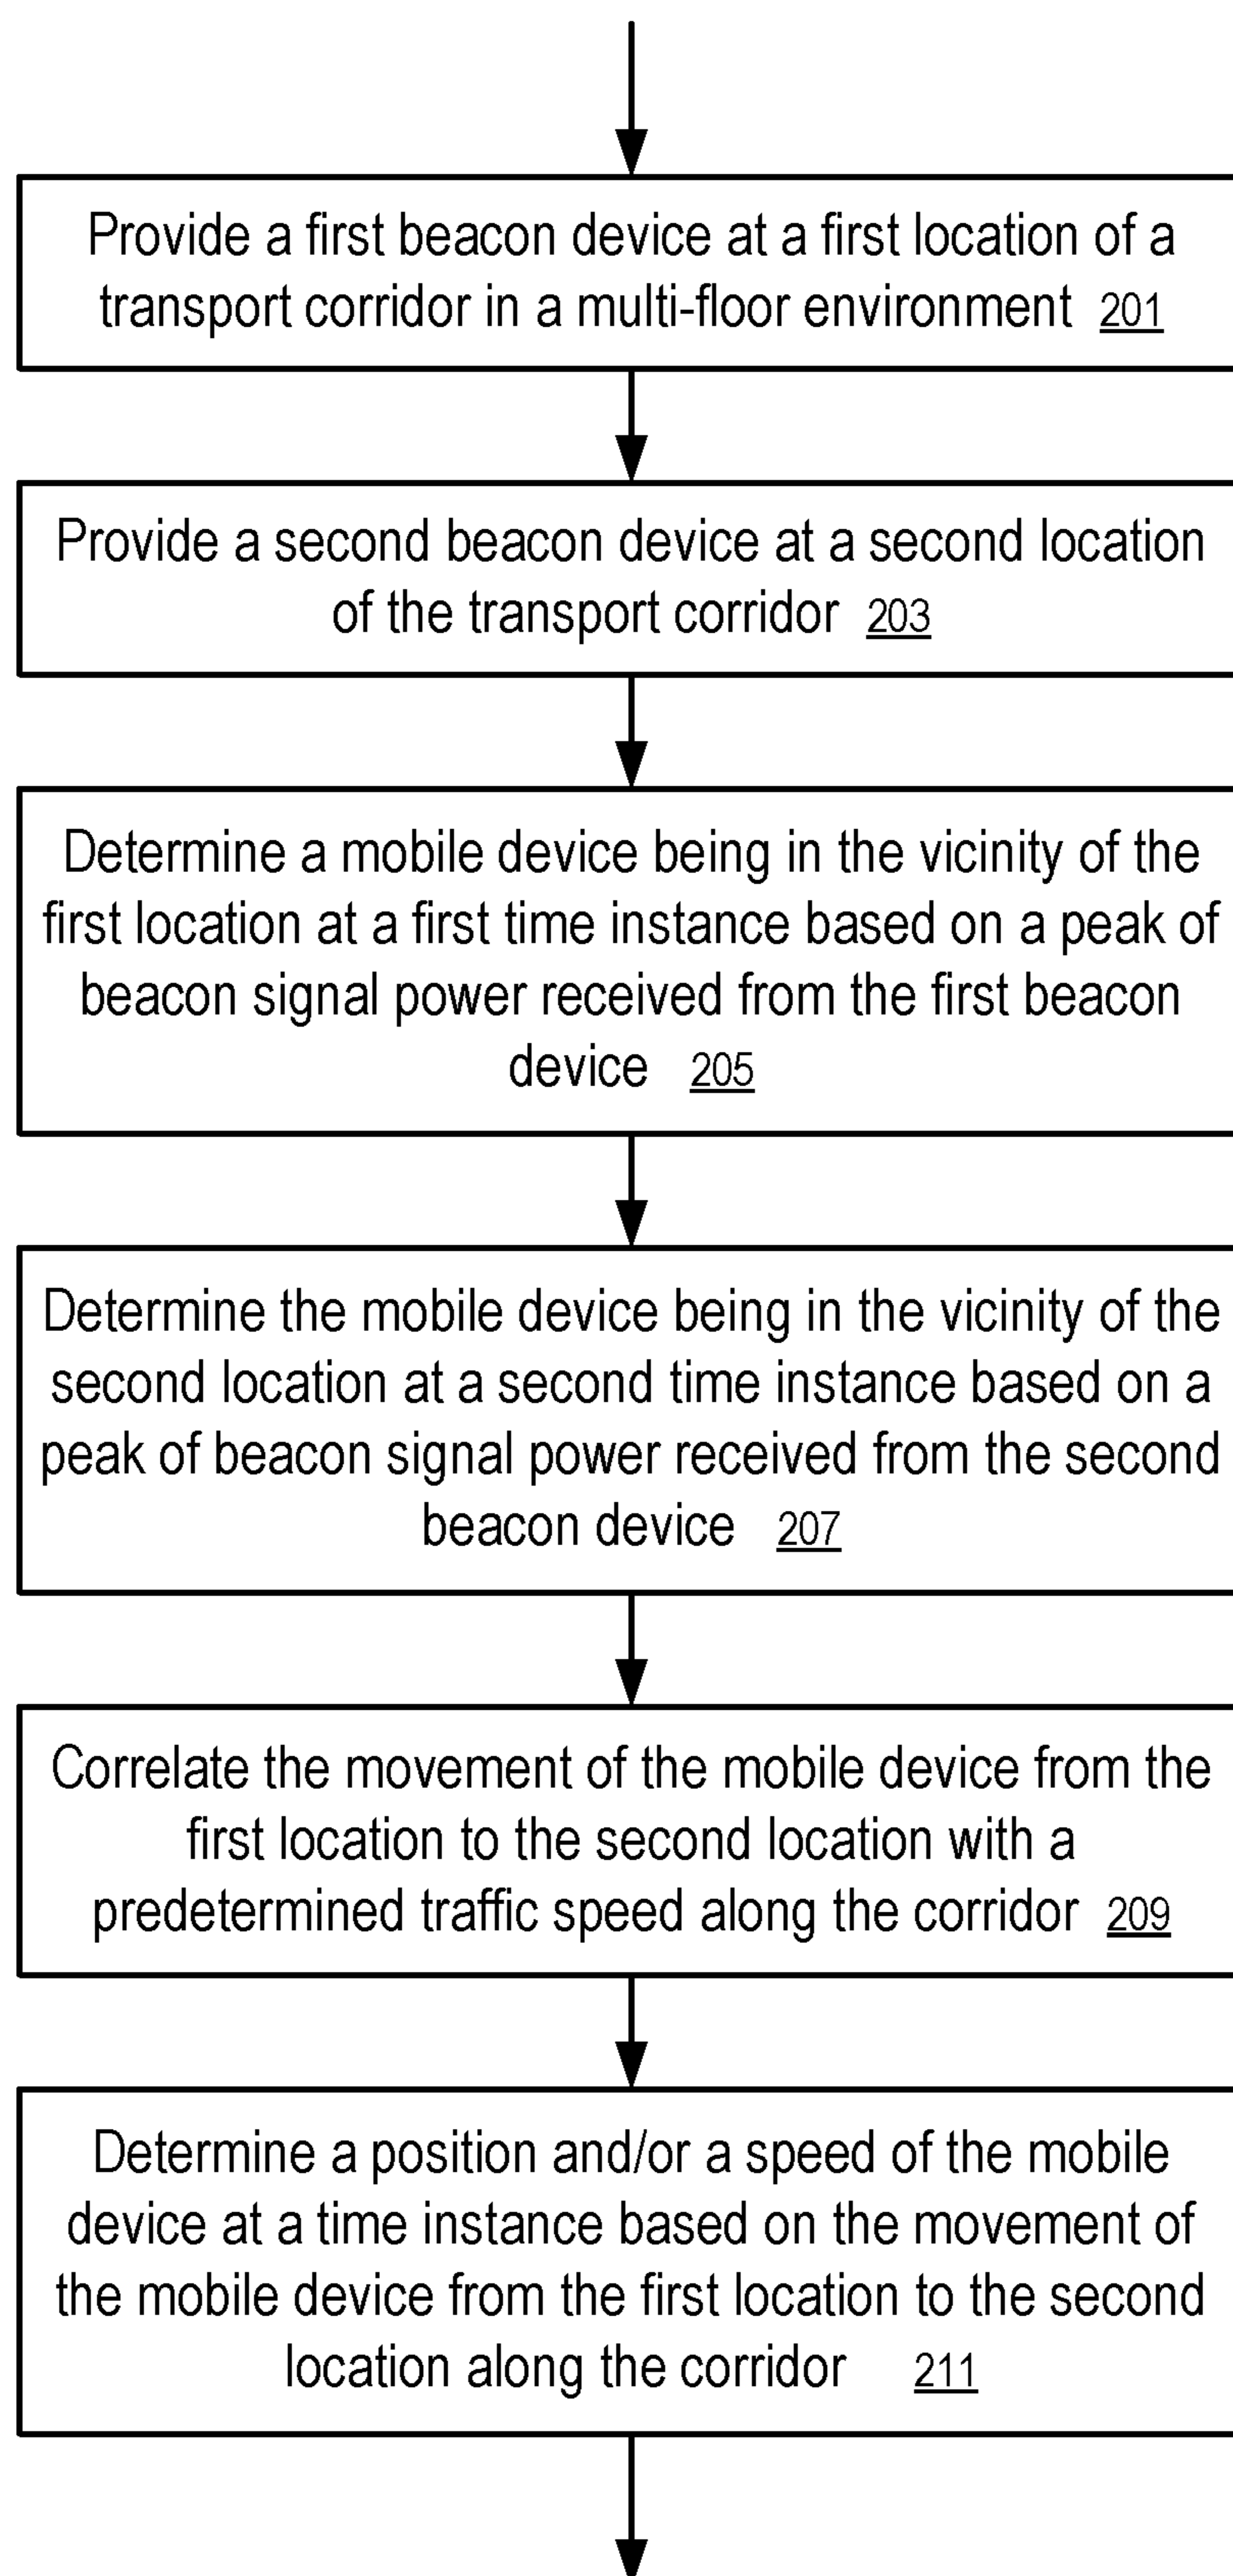 Provide a first beacon device at a first location of a
transport corridor in a multi-floor environment 201
Provide a second beacon device at a second location
of the transport corridor 203
Determine a mobile device being in the vicinity of the
first location at a first time instance based on a peak of
beacon signal power received from the first beacon
device 205
Determine the mobile device being in the vicinity of the
second location at a second time instance based on a
peak of beacon signal power received from the second
beacon device 207
Correlate the movement of the mobile device from the
first location to the second location with a
predetermined traffic speed along the corridor 209
Determine a position and/or a speed of the mobile
device at a time instance based on the movement of
the mobile device from the first location to the second
location along the corridor 211